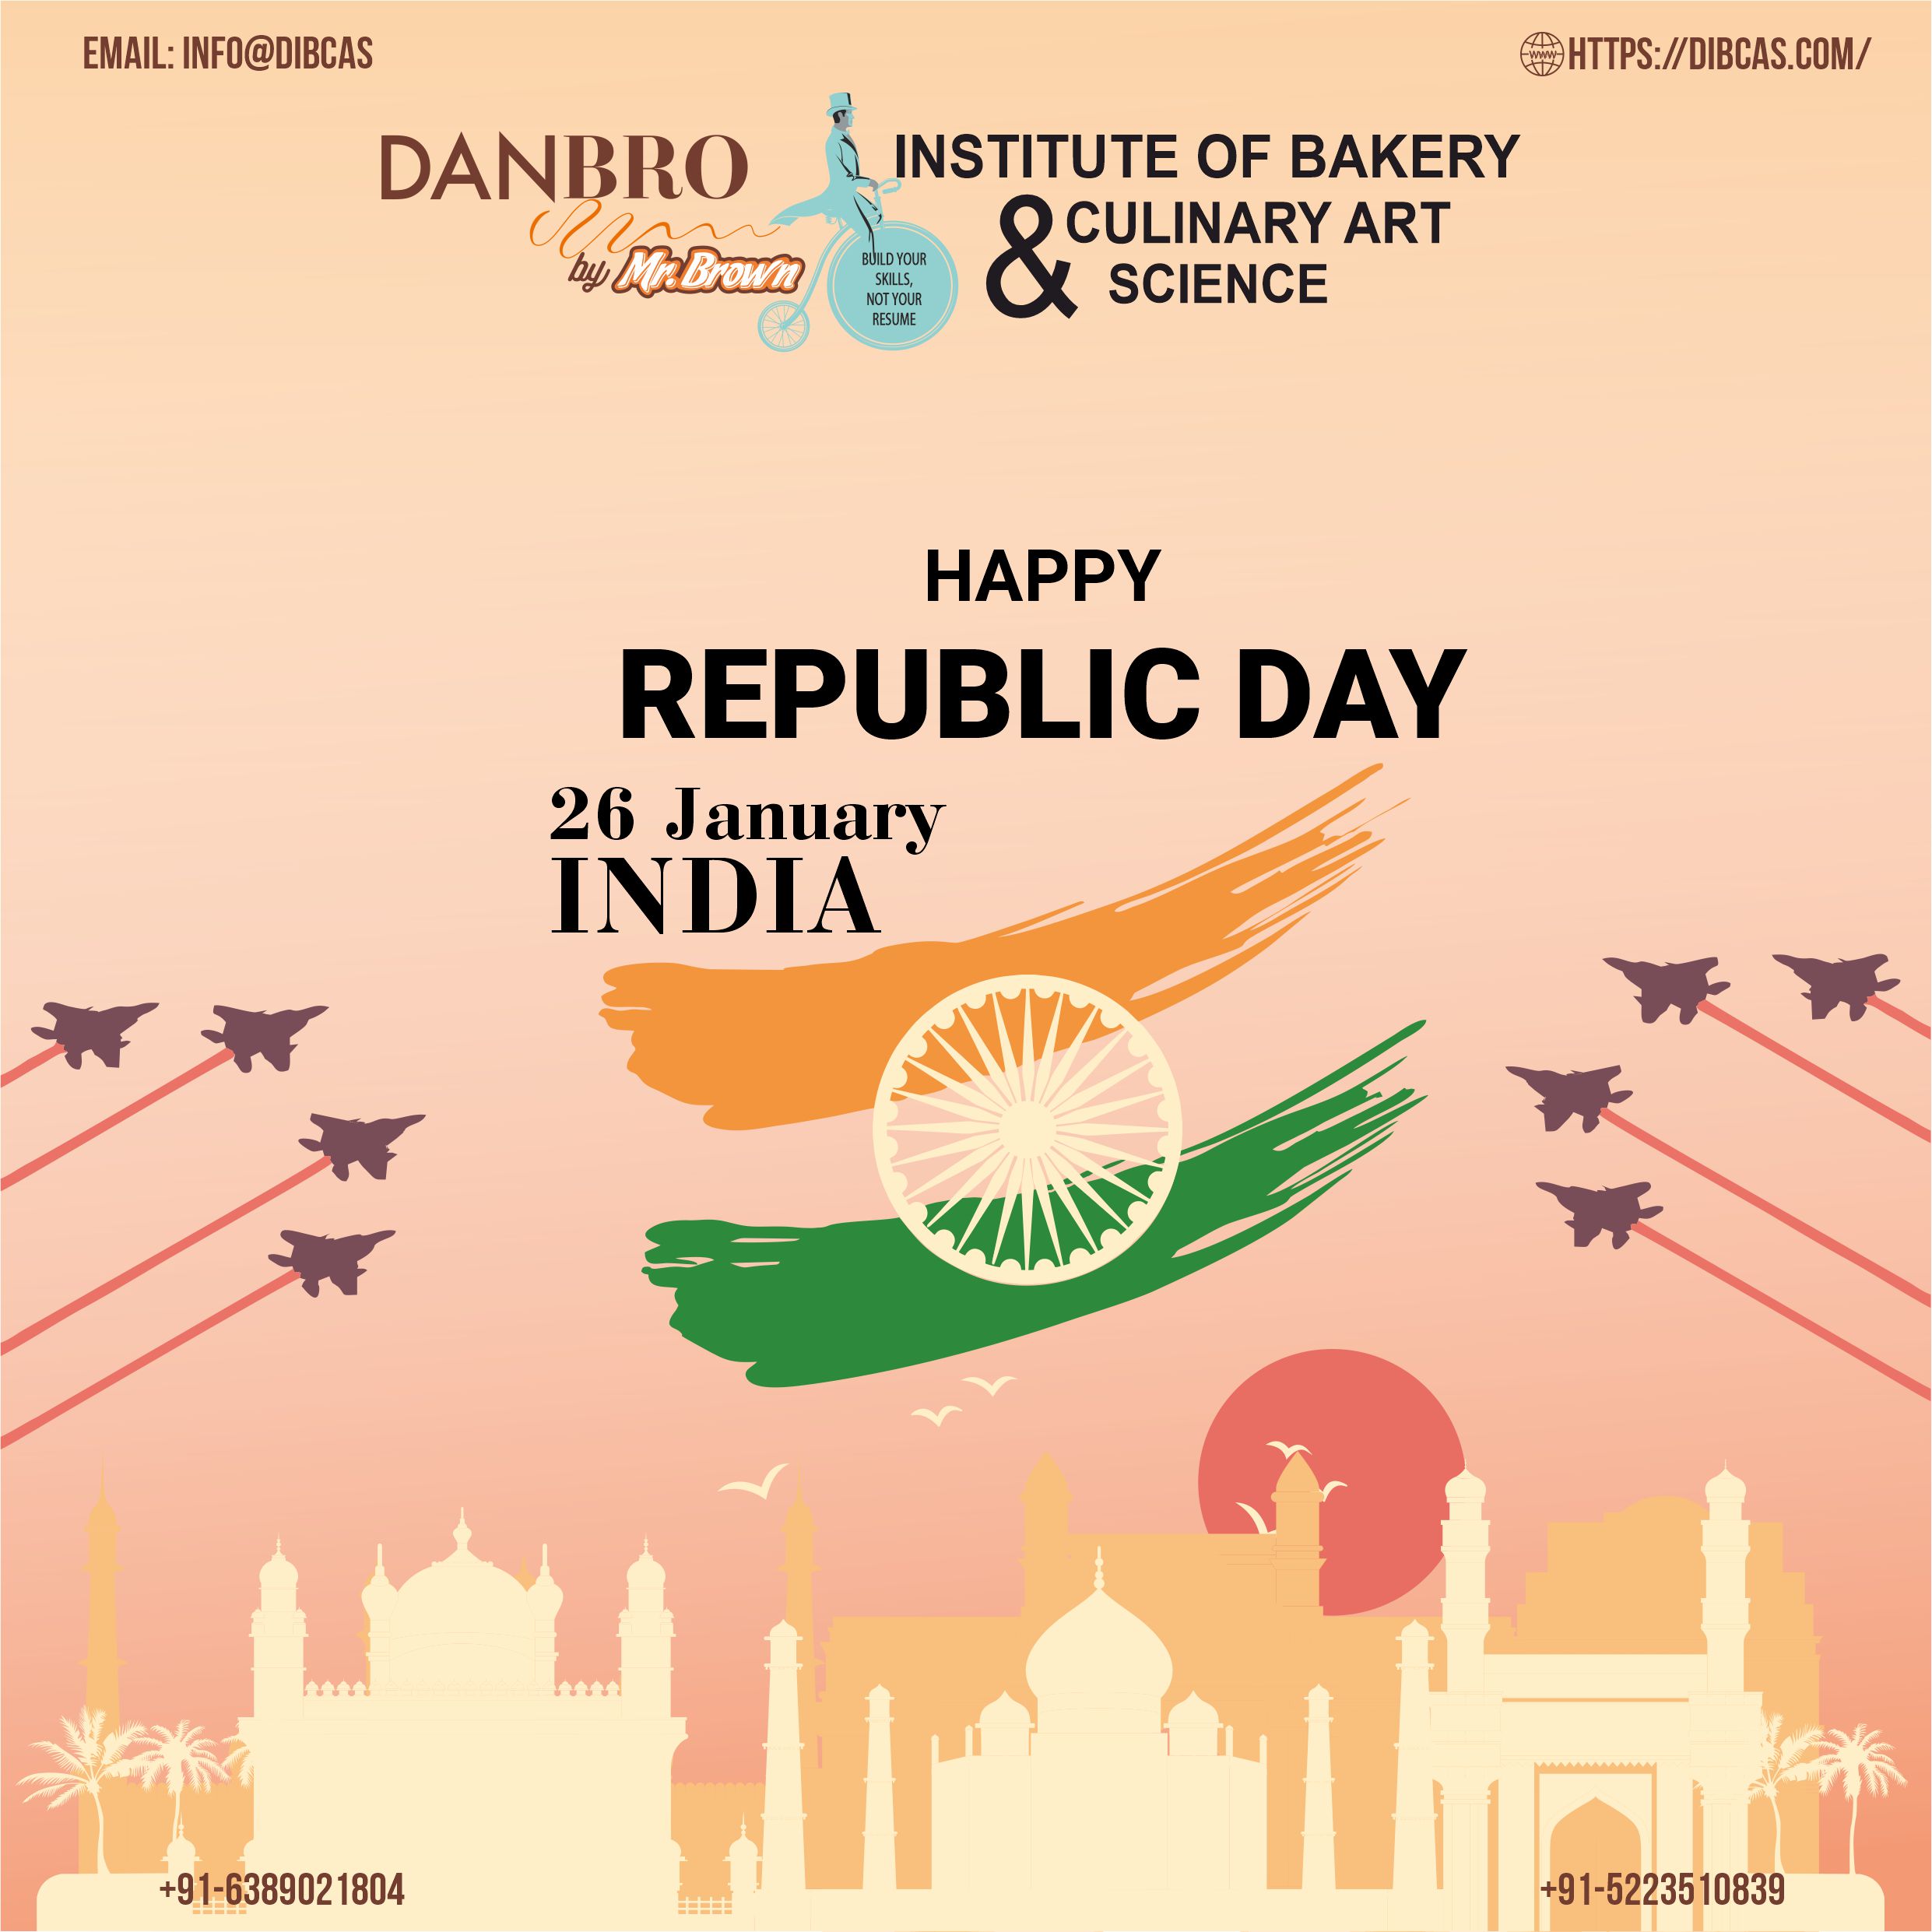 EMAIL: INFO@DIBCAS
WWW HTTPS://DIBCAS.COM/
DANBRO
by Mr.Brown
BUILD YOUR
SKILLS,
NOT YOUR
RESUME
INSTITUTE OF BAKERY
& CULINARY ART
SCIENCE
HAPPY
REPUBLIC DAY
26 January
INDIA
+91-6389021804
+91-5223510839